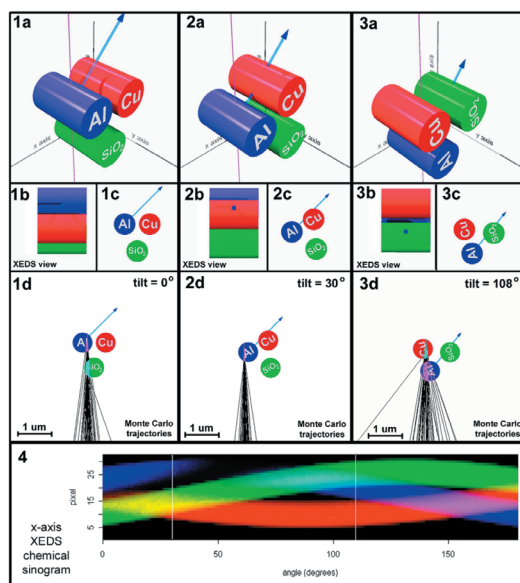 1a
2a
3a
Al
Cu
SiO2
x axis
y axis
Al
Cu
SiO2
x axis
y axis
Cu
Al
SiO2
x axis
y axis
1b
XEDS view
1c
Al Cu
SiO2
2b
XEDS view
2c
Al Cu
SiO2
3b
XEDS view
3c
Cu
Al
SiO2
1d
tilt = 0°
Al Cu
SiO2
1 um
Monte Carlo
trajectories
2d
tilt = 30°
Al Cu
SiO2
1 um
Monte Carlo
trajectories
3d
tilt = 108°
Cu
Al
SiO2
1 um
Monte Carlo
trajectories
4
x-axis
XEDS
chemical
sinogram
pixel
25
15
5
0
50
100
150
angle (degrees)